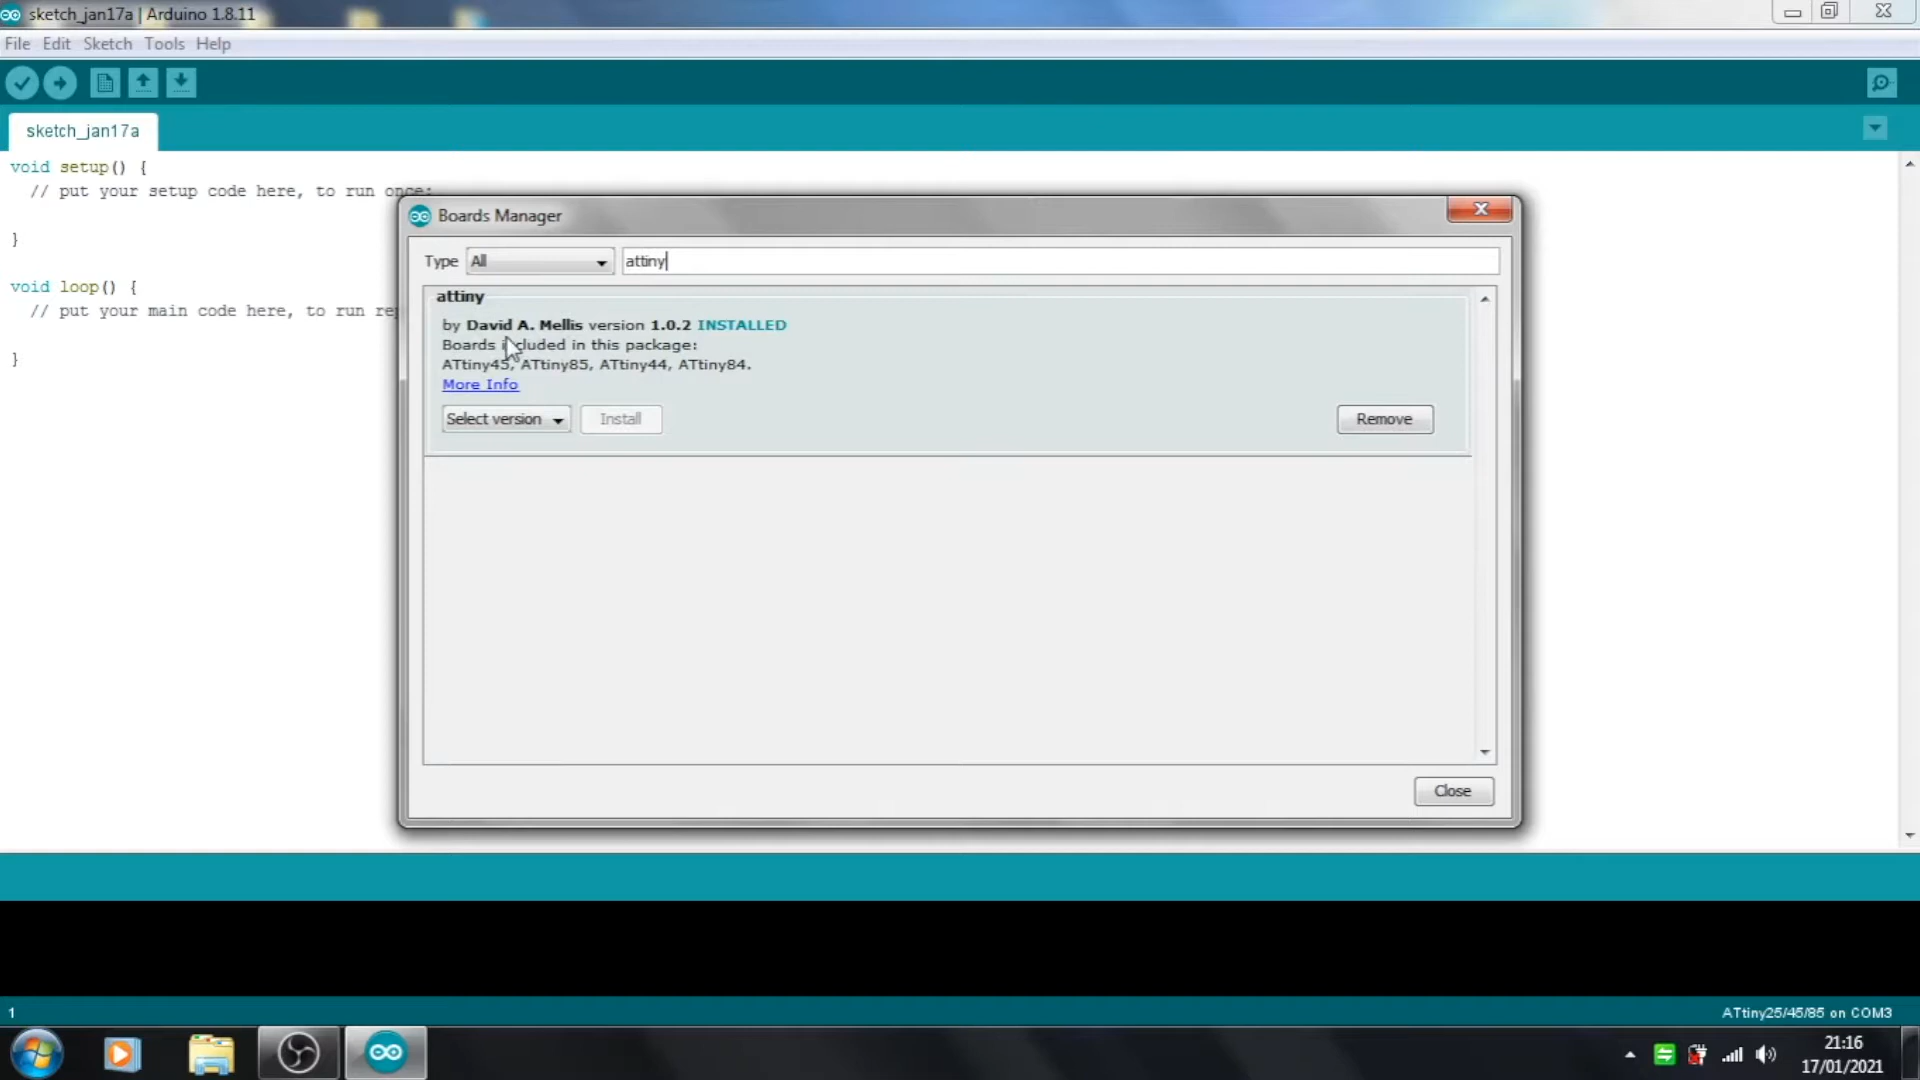 sketch_jan17a | Arduino 1.8.11
File Edit Sketch Tools Help
sketch_jan17a
void setup() {
// put your setup code here, to run once:
}
void loop() {
// put your main code here, to run rep
}
Boards Manager
Type All attiny
attiny
by David A. Mellis version 1.0.2 INSTALLED
Boards included in this package:
ATtiny45, ATtiny85, ATtiny44, ATtiny84.
More Info
Select version Install Remove
Close
1 ATtiny25/45/85 on COM3
21:16
17/01/2021